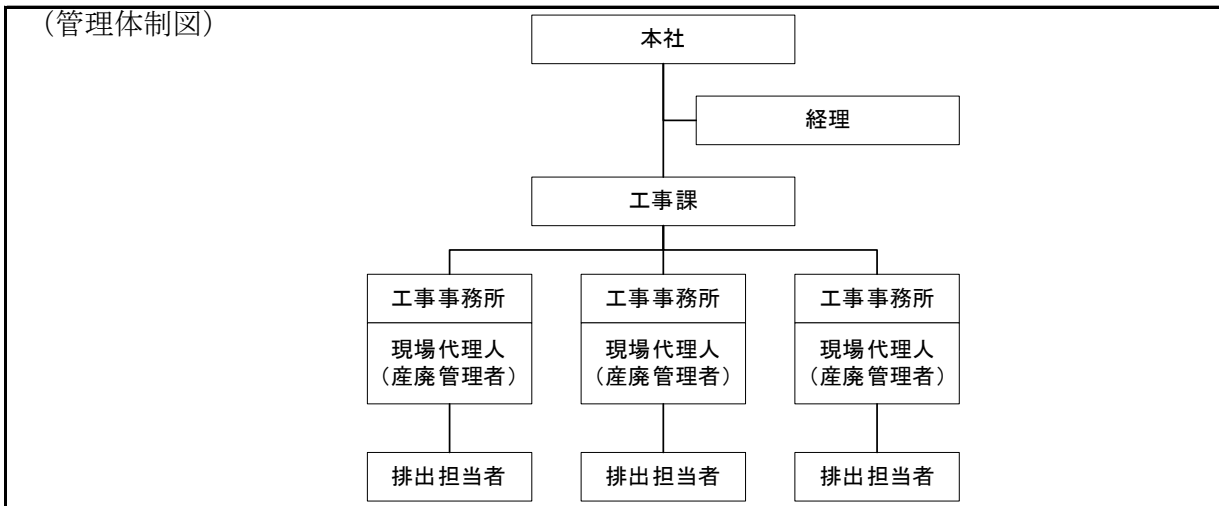 （管理体制図）
本社
経理
工事課
工事事務所
工事事務所
工事事務所
現場代理人
（産廃管理者）
現場代理人
（産廃管理者）
現場代理人
（産廃管理者）
排出担当者
排出担当者
排出担当者